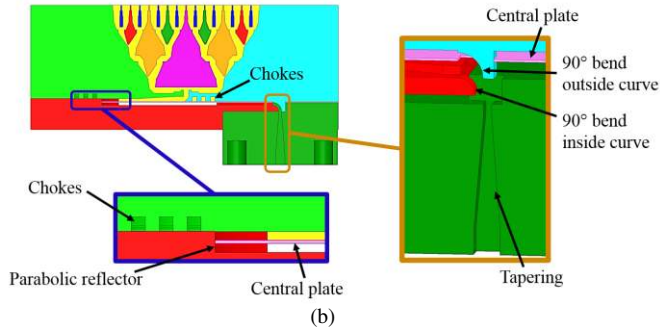 Chokes
Central plate
90° bend
outside curve
90° bend
inside curve
Chokes
Parabolic reflector
Central plate
Tapering
(b)